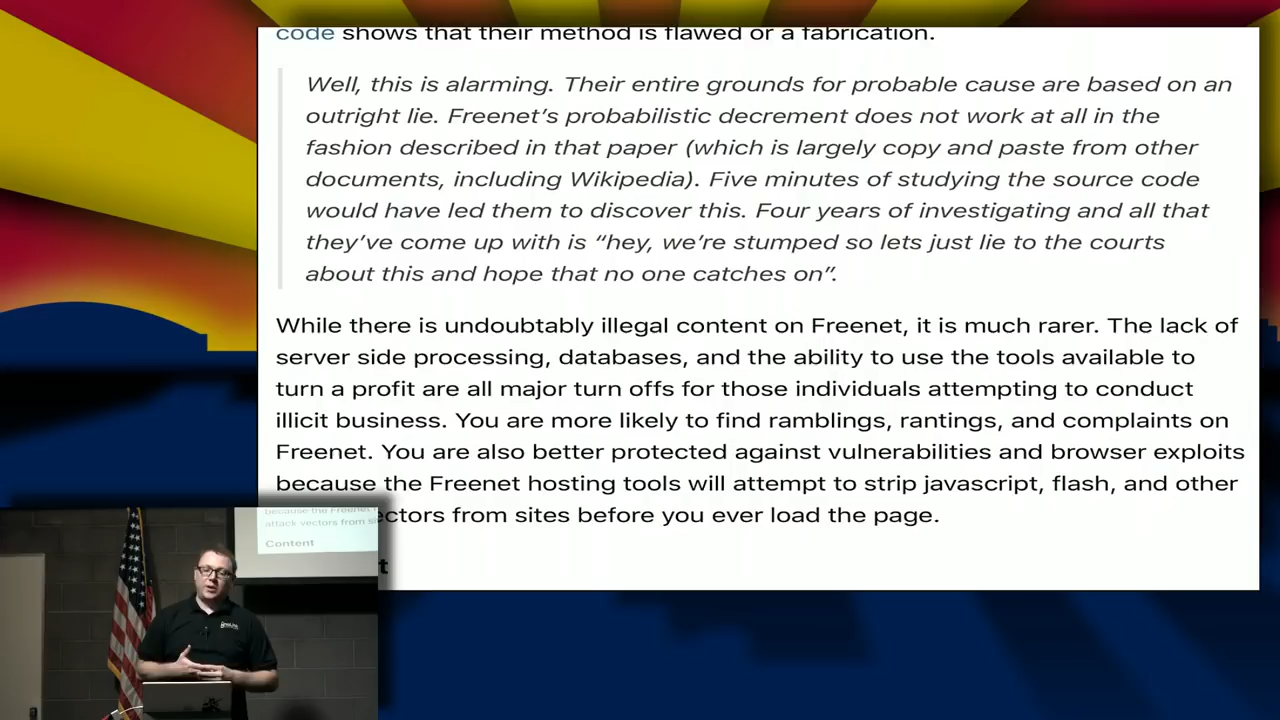 code shows that their method is flawed or a fabrication.
Well, this is alarming. Their entire grounds for probable cause are based on an
outright lie. Freenet's probabilistic decrement does not work at all in the
fashion described in that paper (which is largely copy and paste from other
documents, including Wikipedia). Five minutes of studying the source code
would have led them to discover this. Four years of investigating and all that
they've come up with is “hey, we're stumped so lets just lie to the courts
about this and hope that no one catches on”.
While there is undoubtably illegal content on Freenet, it is much rarer. The lack of
server side processing, databases, and the ability to use the tools available to
turn a profit are all major turn offs for those individuals attempting to conduct
illicit business. You are more likely to find ramblings, rantings, and complaints on
Freenet. You are also better protected against vulnerabilities and browser exploits
because the Freenet hosting tools will attempt to strip javascript, flash, and other
ectors from sites before you ever load the page.
t
because the Freenet
attack vectors from si
Content